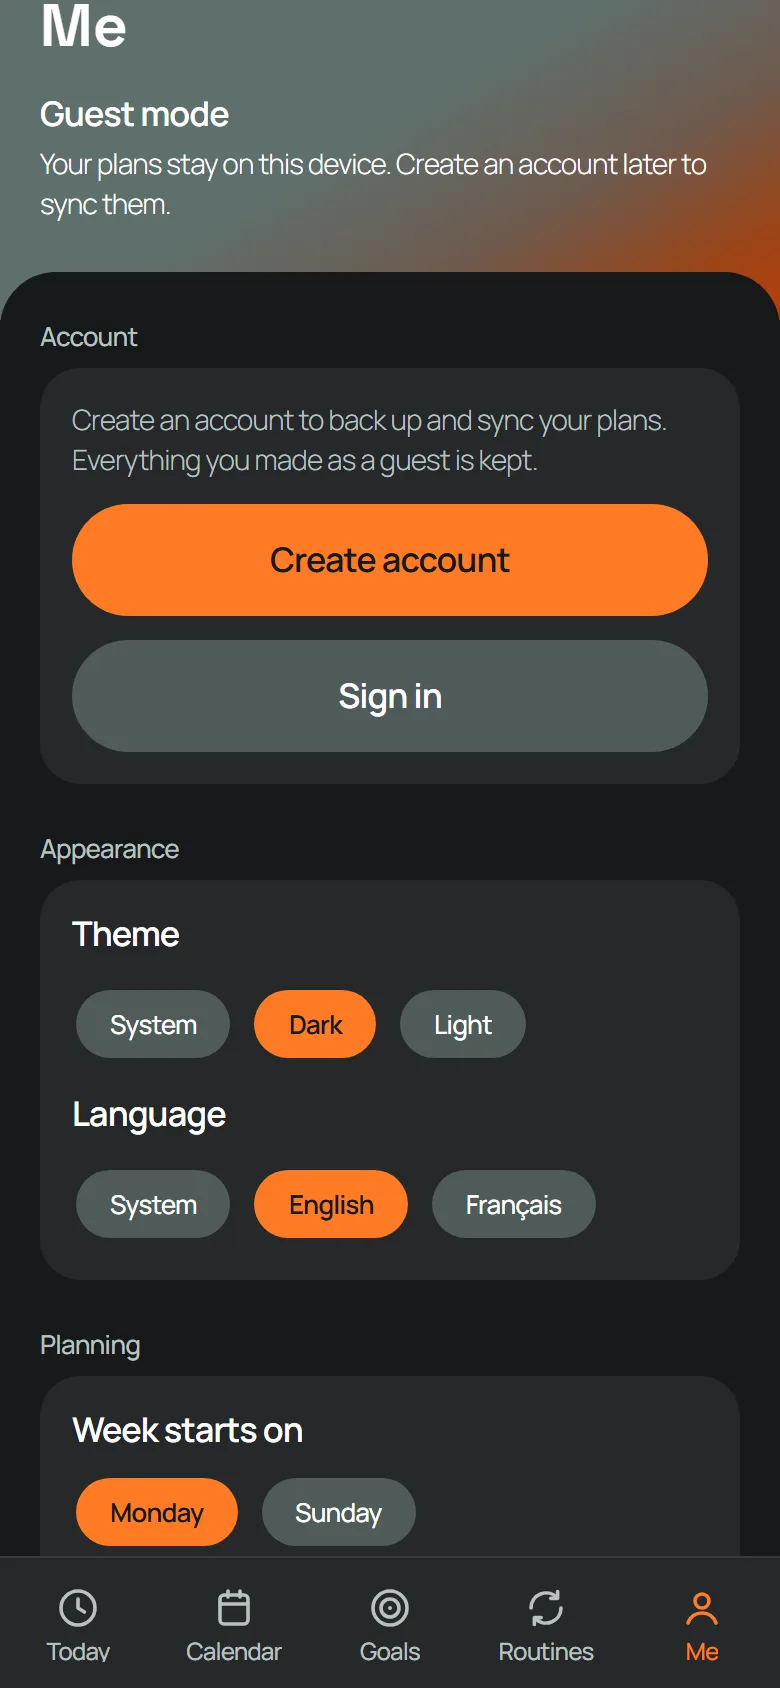 Me
Guest mode
Your plans stay on this device. Create an account later to
sync them.
Account
Create an account to back up and sync your plans.
Everything you made as a guest is kept.
Create account
Sign in
Appearance
Theme
System Dark Light
Language
System English Français
Planning
Week starts on
Monday Sunday
Today Calendar Goals Routines Me